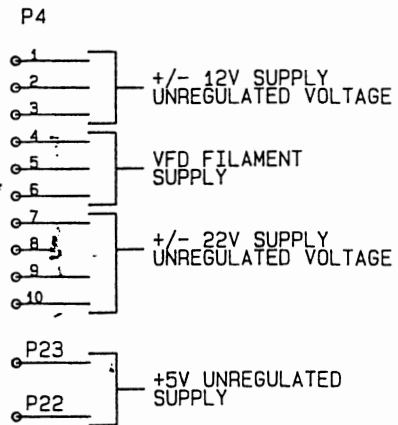 P4
1
2
3
+/- 12V SUPPLY
UNREGULATED VOLTAGE
4
5
6
VFD FILAMENT
SUPPLY
7
8
9
10
+/- 22V SUPPLY
UNREGULATED VOLTAGE
P23
P22
+5V UNREGULATED
SUPPLY